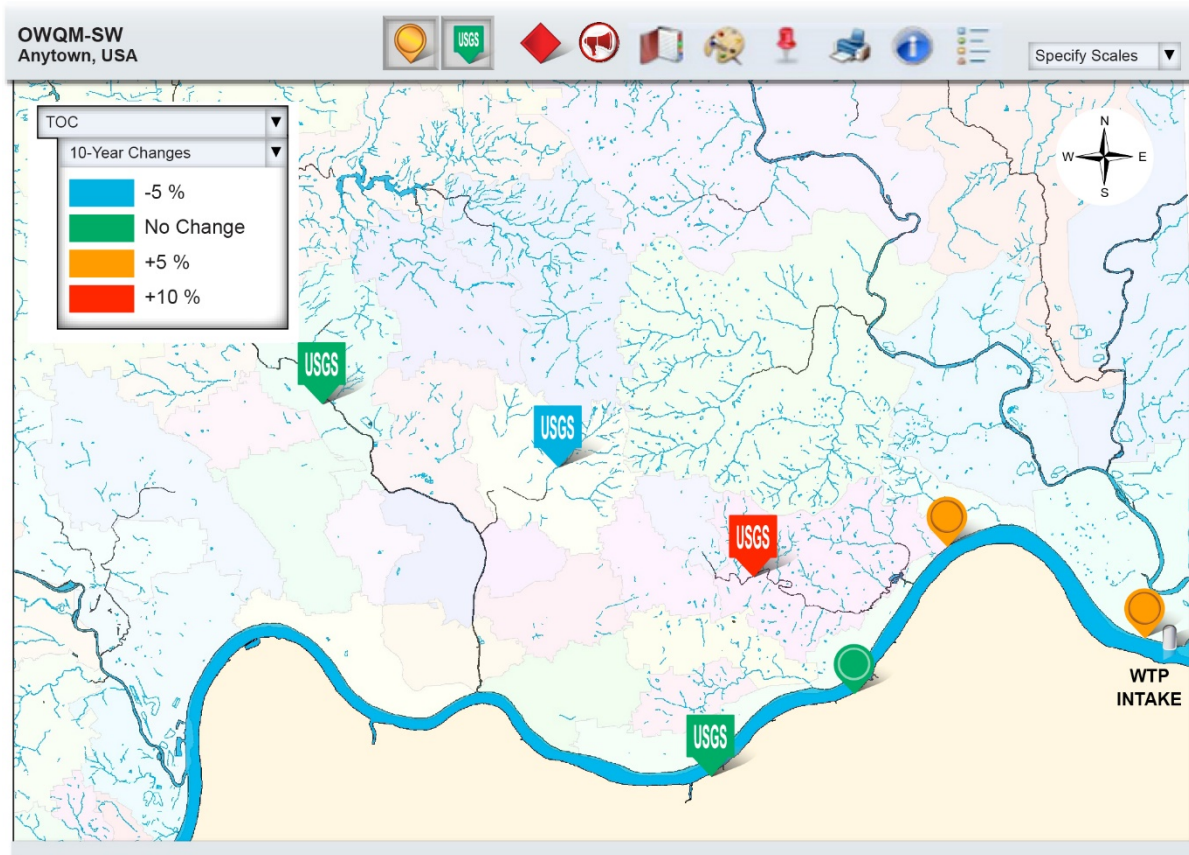 OWQM-SW
Anytown, USA
USGS
Specify Scales
TOC
10-Year Changes
-5 %
No Change
+5 %
+10 %
N
W E
S
USGS
USGS
USGS
USGS
WTP
INTAKE